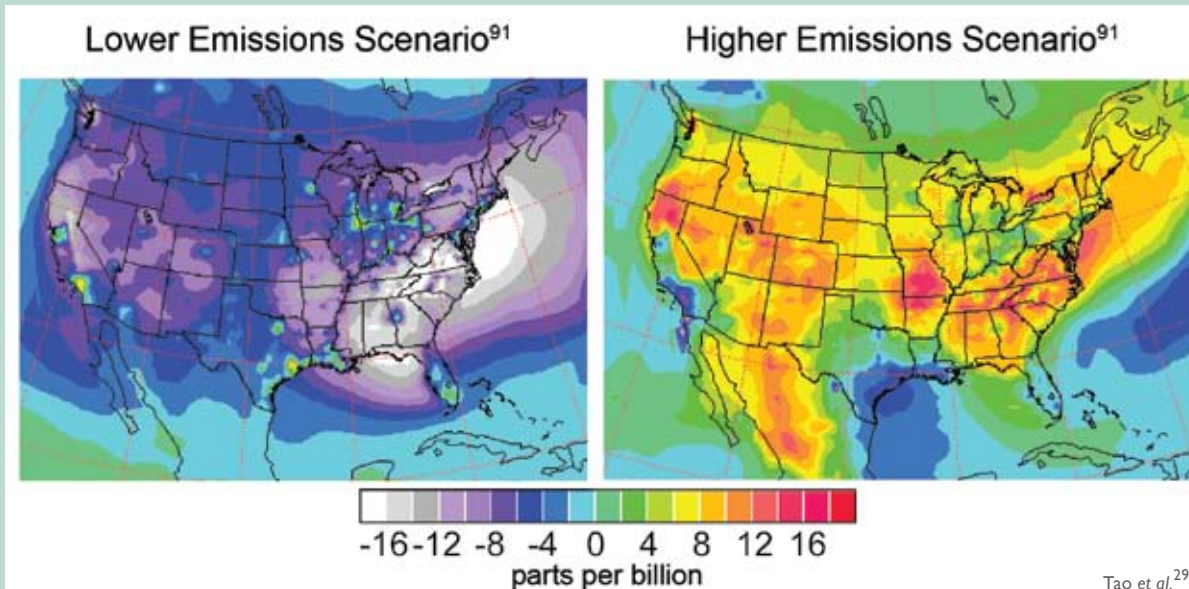 Lower Emissions Scenario91
Higher Emissions Scenario91
-16 -12 -8 -4 0 4 8 12 16
parts per billion
Tao et al.29